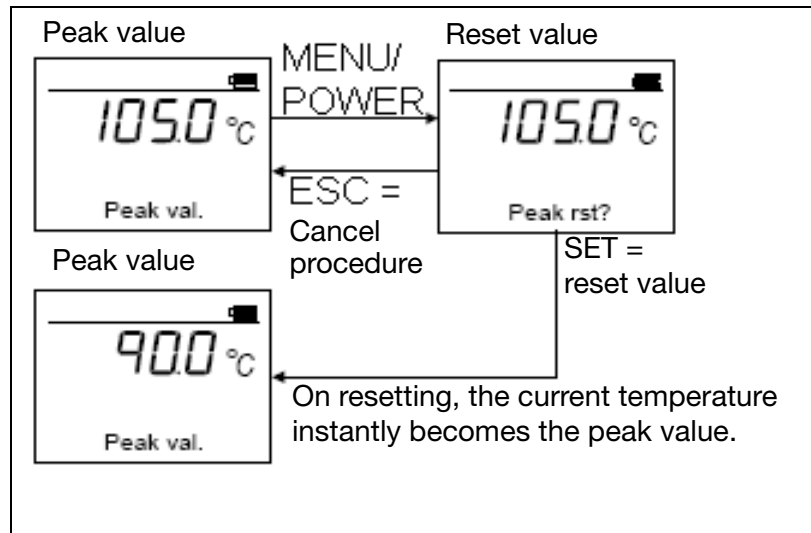 Peak value
105.0 °C
Peak val.
MENU/
POWER
Reset value
105.0 °C
Peak rst?
ESC =
Cancel
procedure
SET =
reset value
Peak value
90.0 °C
Peak val.
On resetting, the current temperature
instantly becomes the peak value.